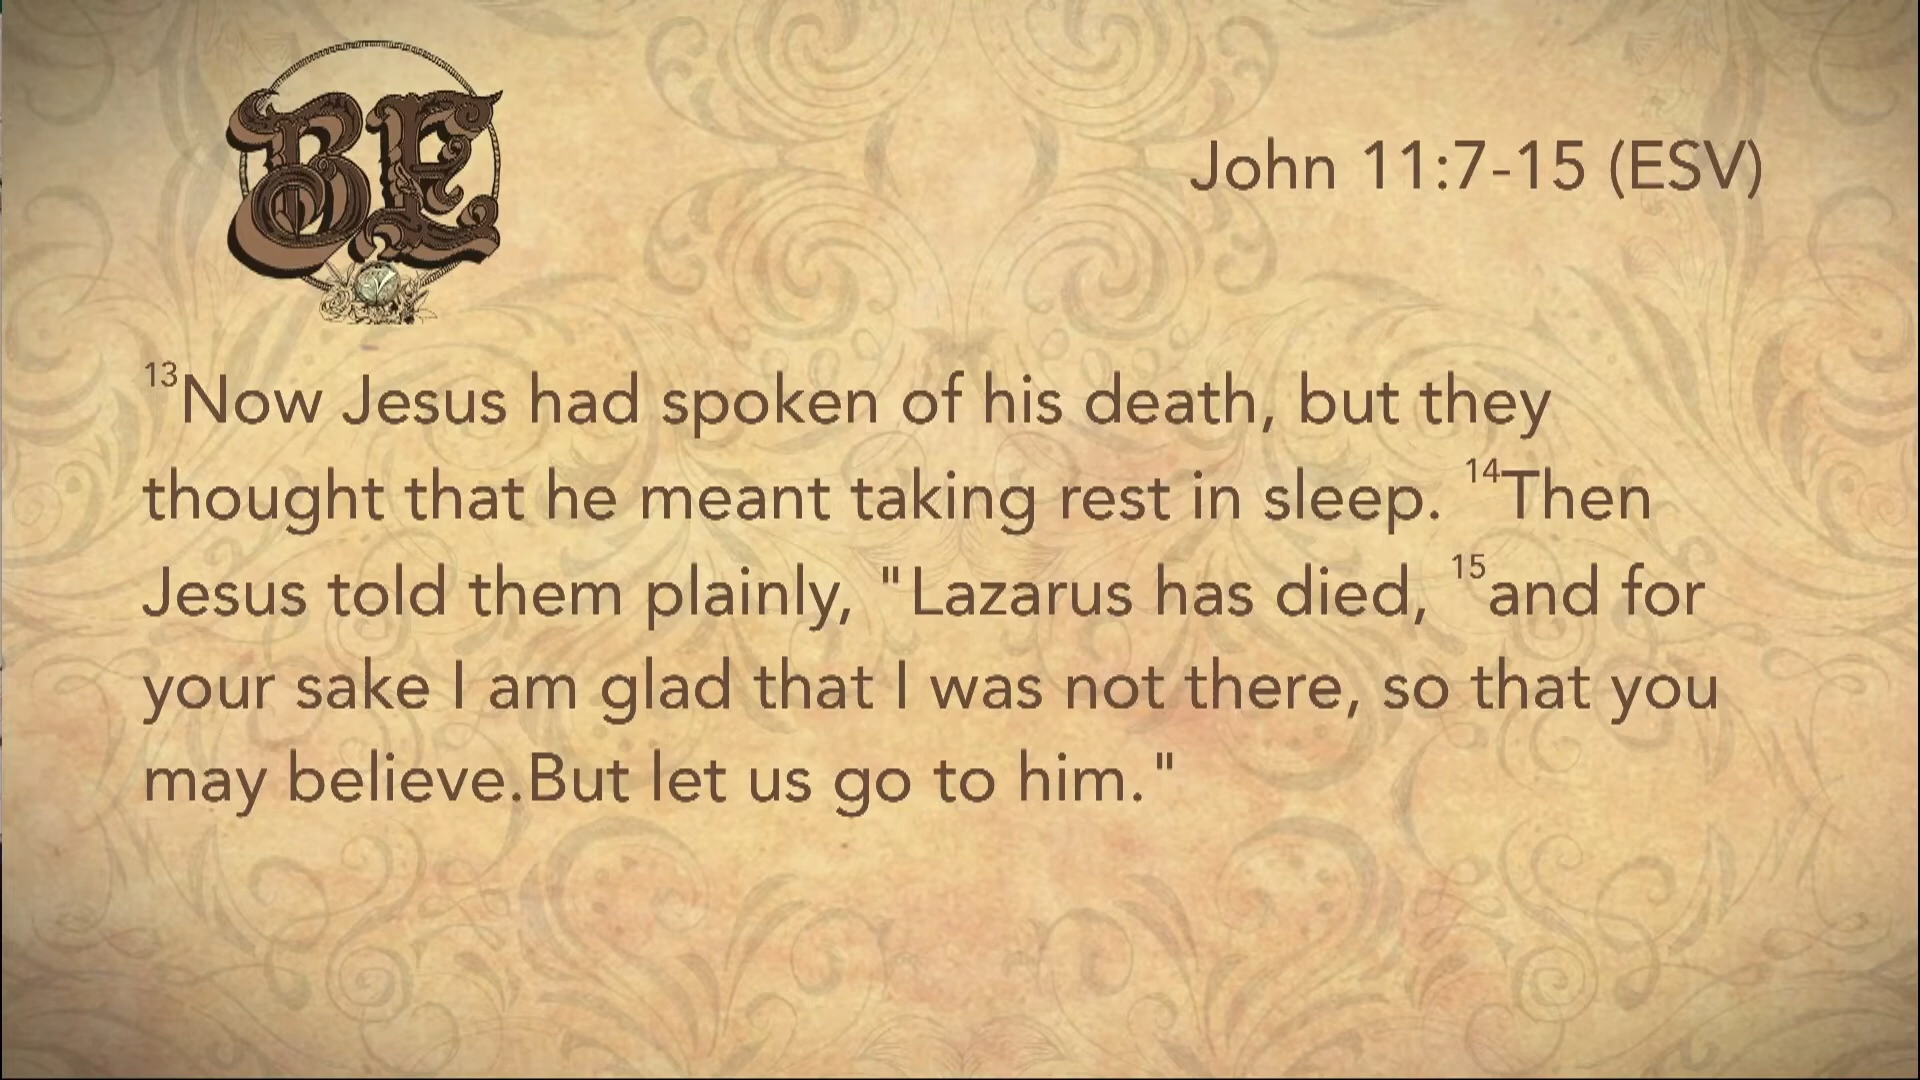 BE
John 11:7-15 (ESV)
13Now Jesus had spoken of his death, but they
thought that he meant taking rest in sleep. 14Then
Jesus told them plainly, "Lazarus has died, 15and for
your sake I am glad that I was not there, so that you
may believe.But let us go to him."